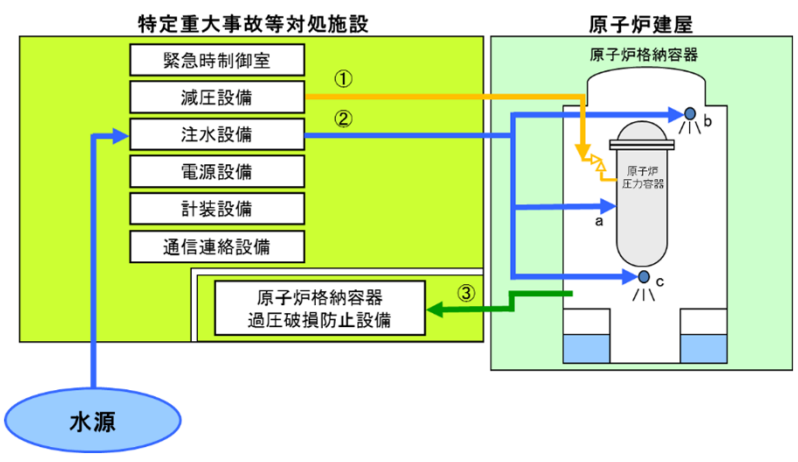 特定重大事故等対処施設
原子炉建屋
緊急時制御室
減圧設備
注水設備
電源設備
計装設備
通信連絡設備
原子炉格納容器
過圧破損防止設備
水源
①
②
③
原子炉格納容器
原子炉
圧力容器
a
b
c